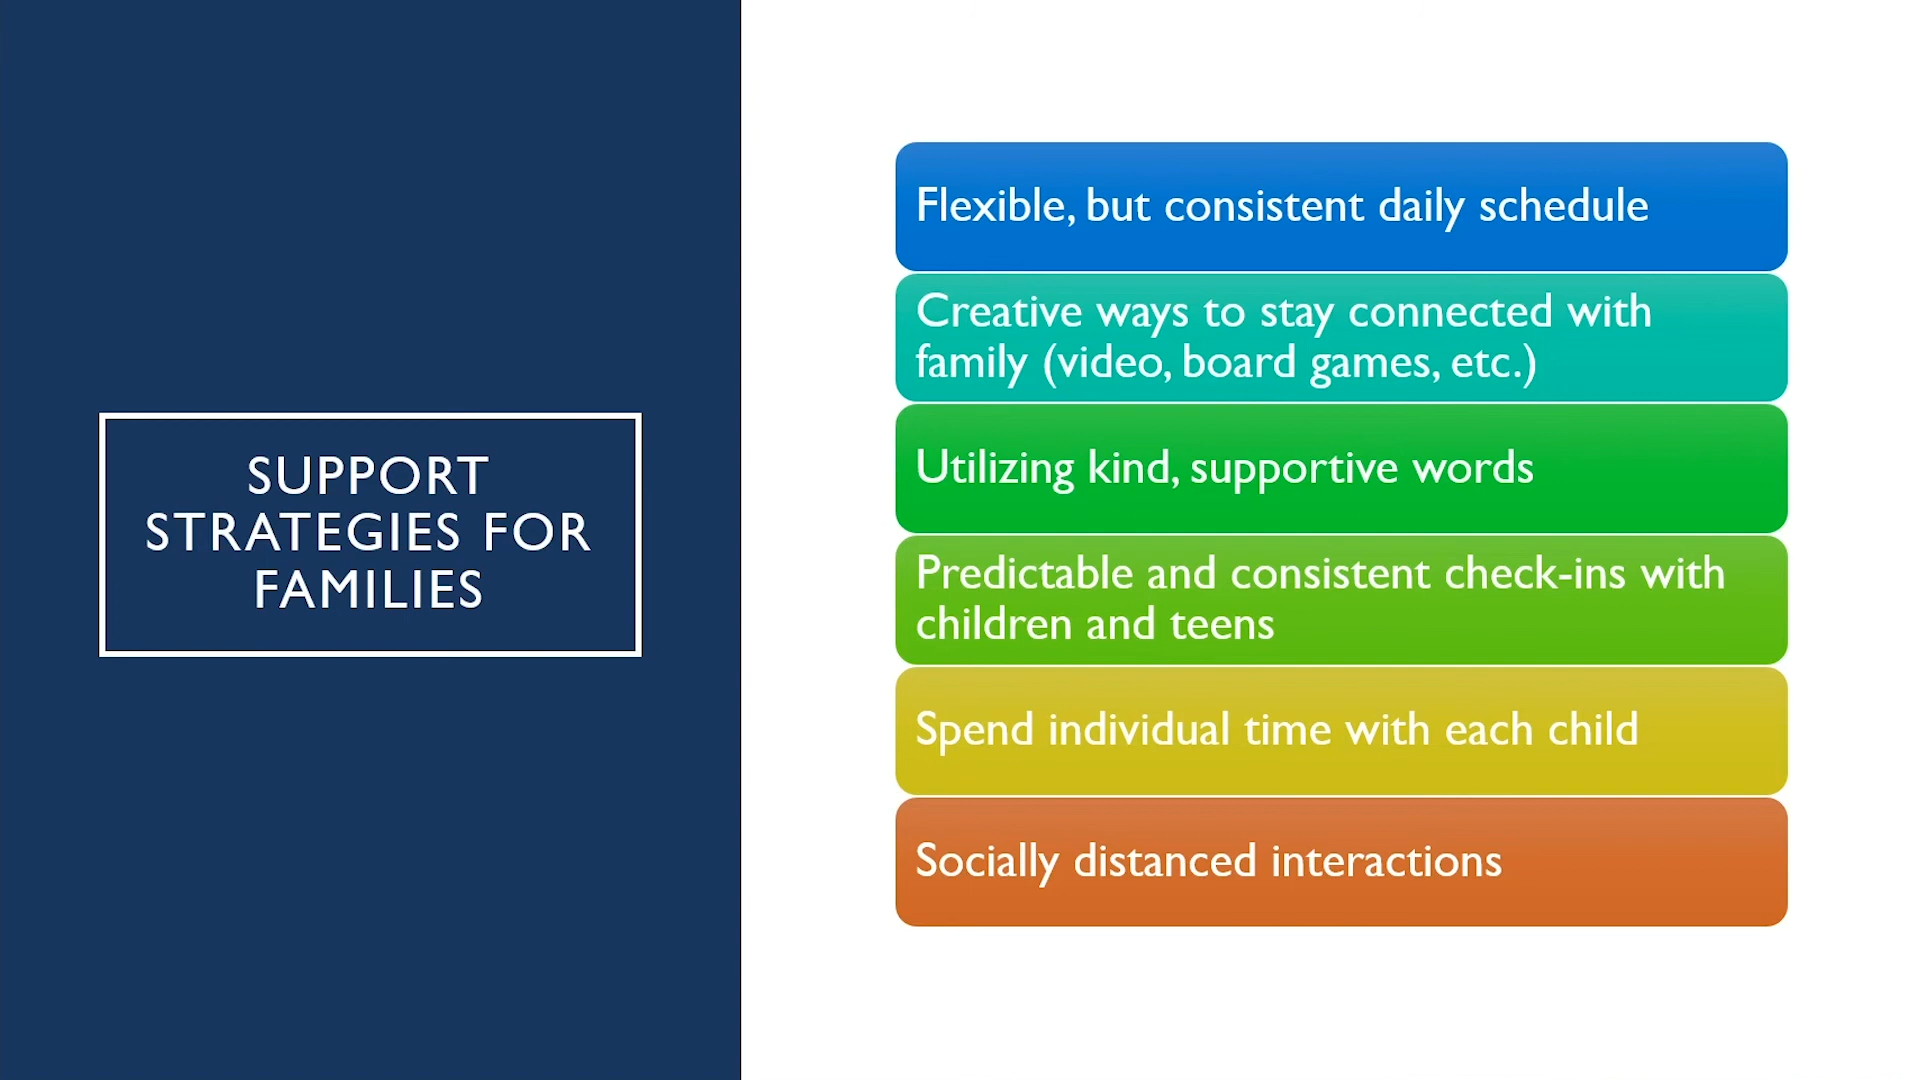 SUPPORT
STRATEGIES FOR
FAMILIES
Flexible, but consistent daily schedule
Creative ways to stay connected with
family (video, board games, etc.)
Utilizing kind, supportive words
Predictable and consistent check-ins with
children and teens
Spend individual time with each child
Socially distanced interactions